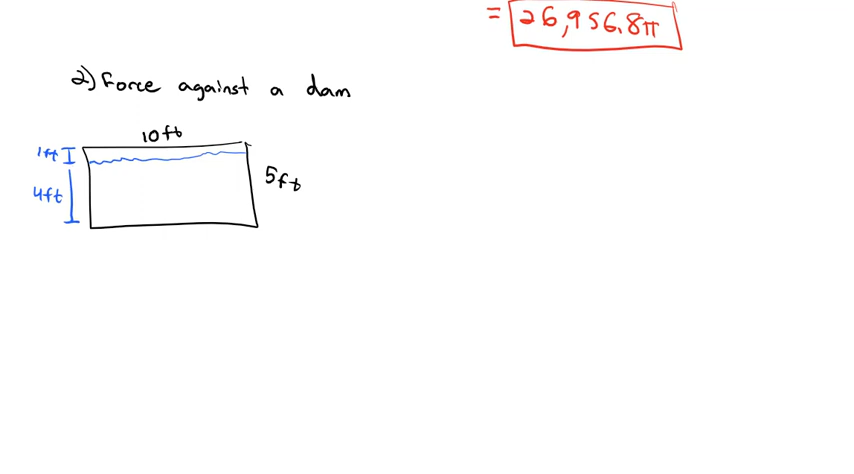 = 26,956.8π
2) Force against a dam
10ft
1ft
4ft
5ft